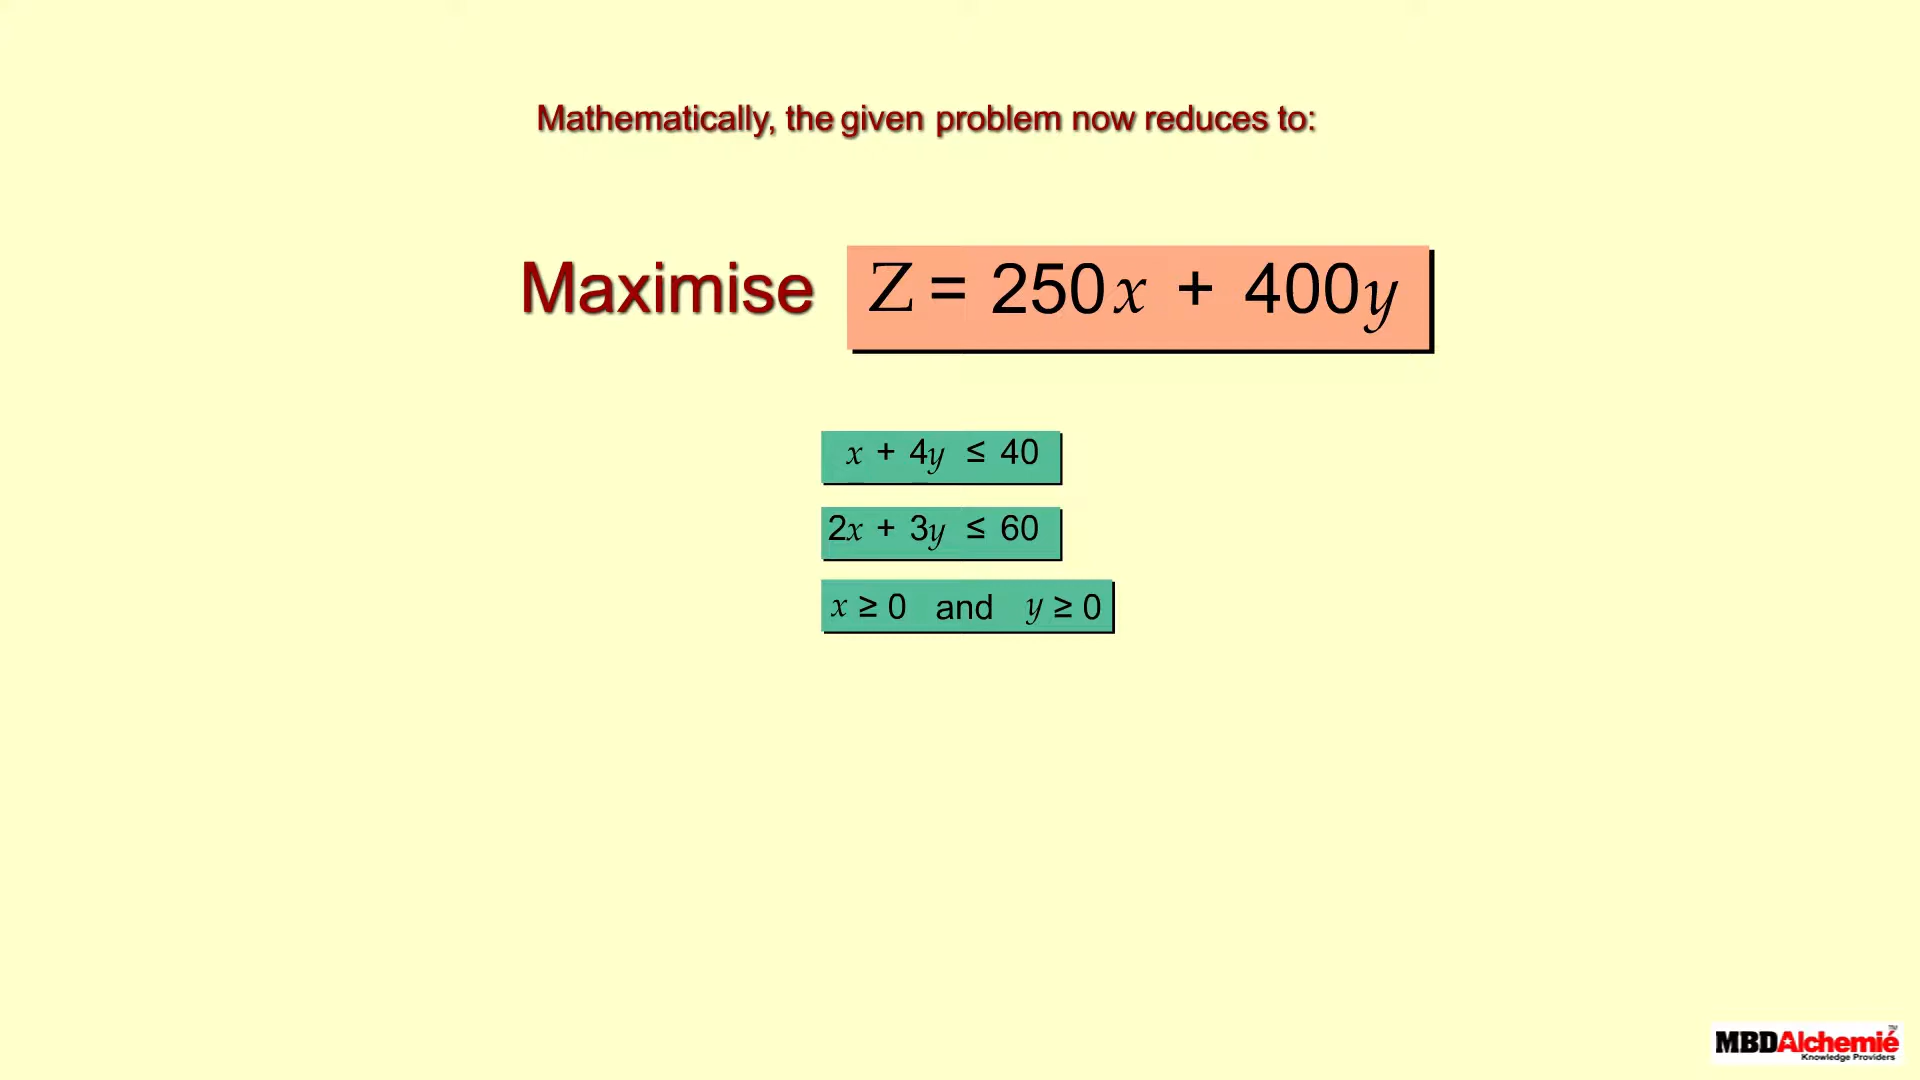 Mathematically, the given problem now reduces to:
Maximise Z = 250x + 400y
x + 4y ≤ 40
2x + 3y ≤ 60
x ≥ 0 and y ≥ 0
MBDAlchemié™
Knowledge Providers